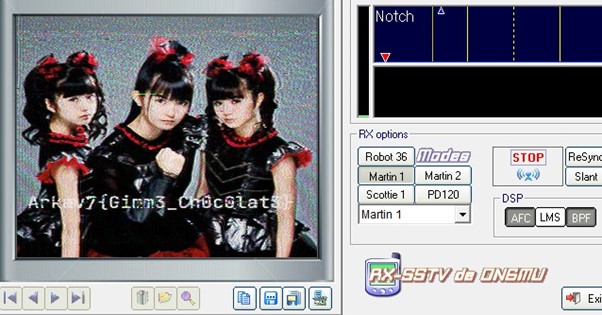 Notch
RX options
Robot 36
Modes
Martin 1
Martin 2
Scottie 1
PD120
Martin 1
STOP
ReSync
Slant
DSP
AFC
LMS
BPF
Arkav7{Gimm3_Ch0c0lat3}
RX-SSTV de ON6MU
Exi